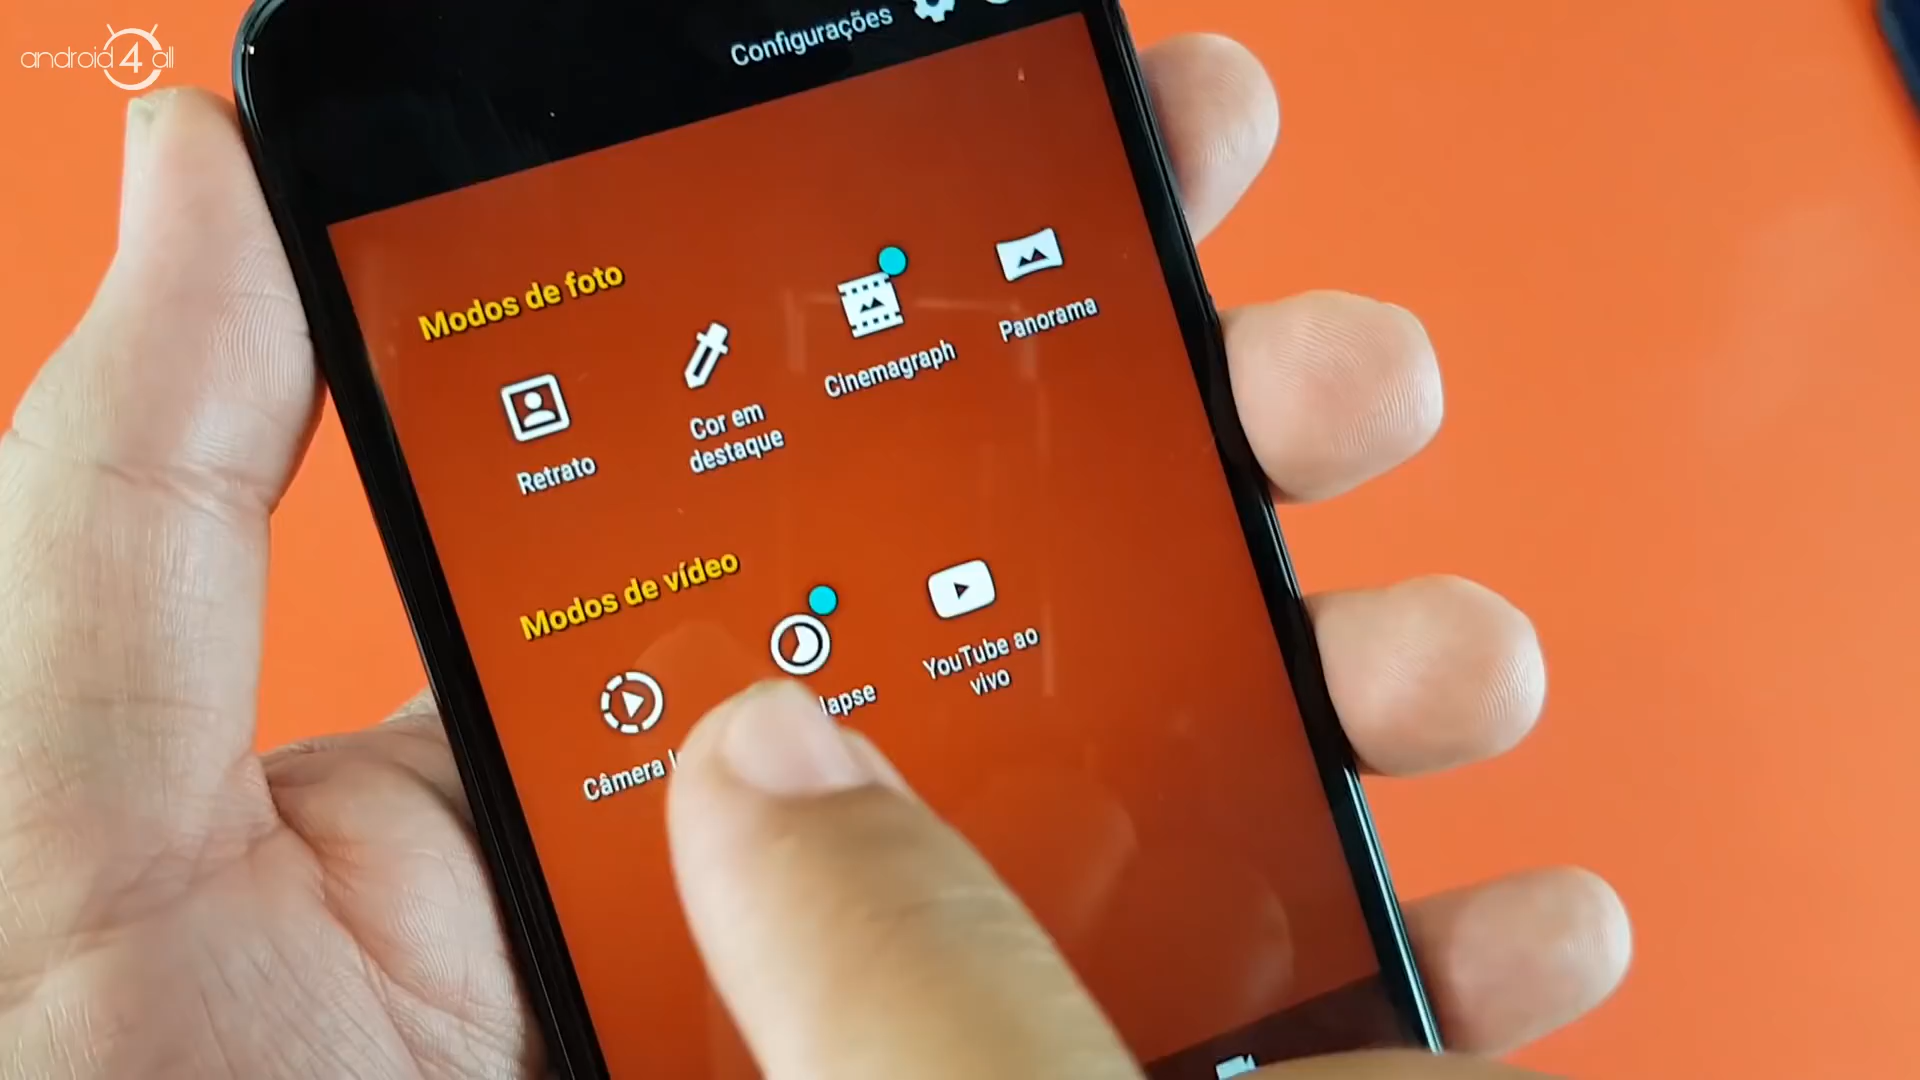 android4all
Configurações
Modos de foto
Retrato
Cor em
destaque
Cinemagraph
Panorama
Modos de vídeo
Câmera
lapse
YouTube ao
vivo